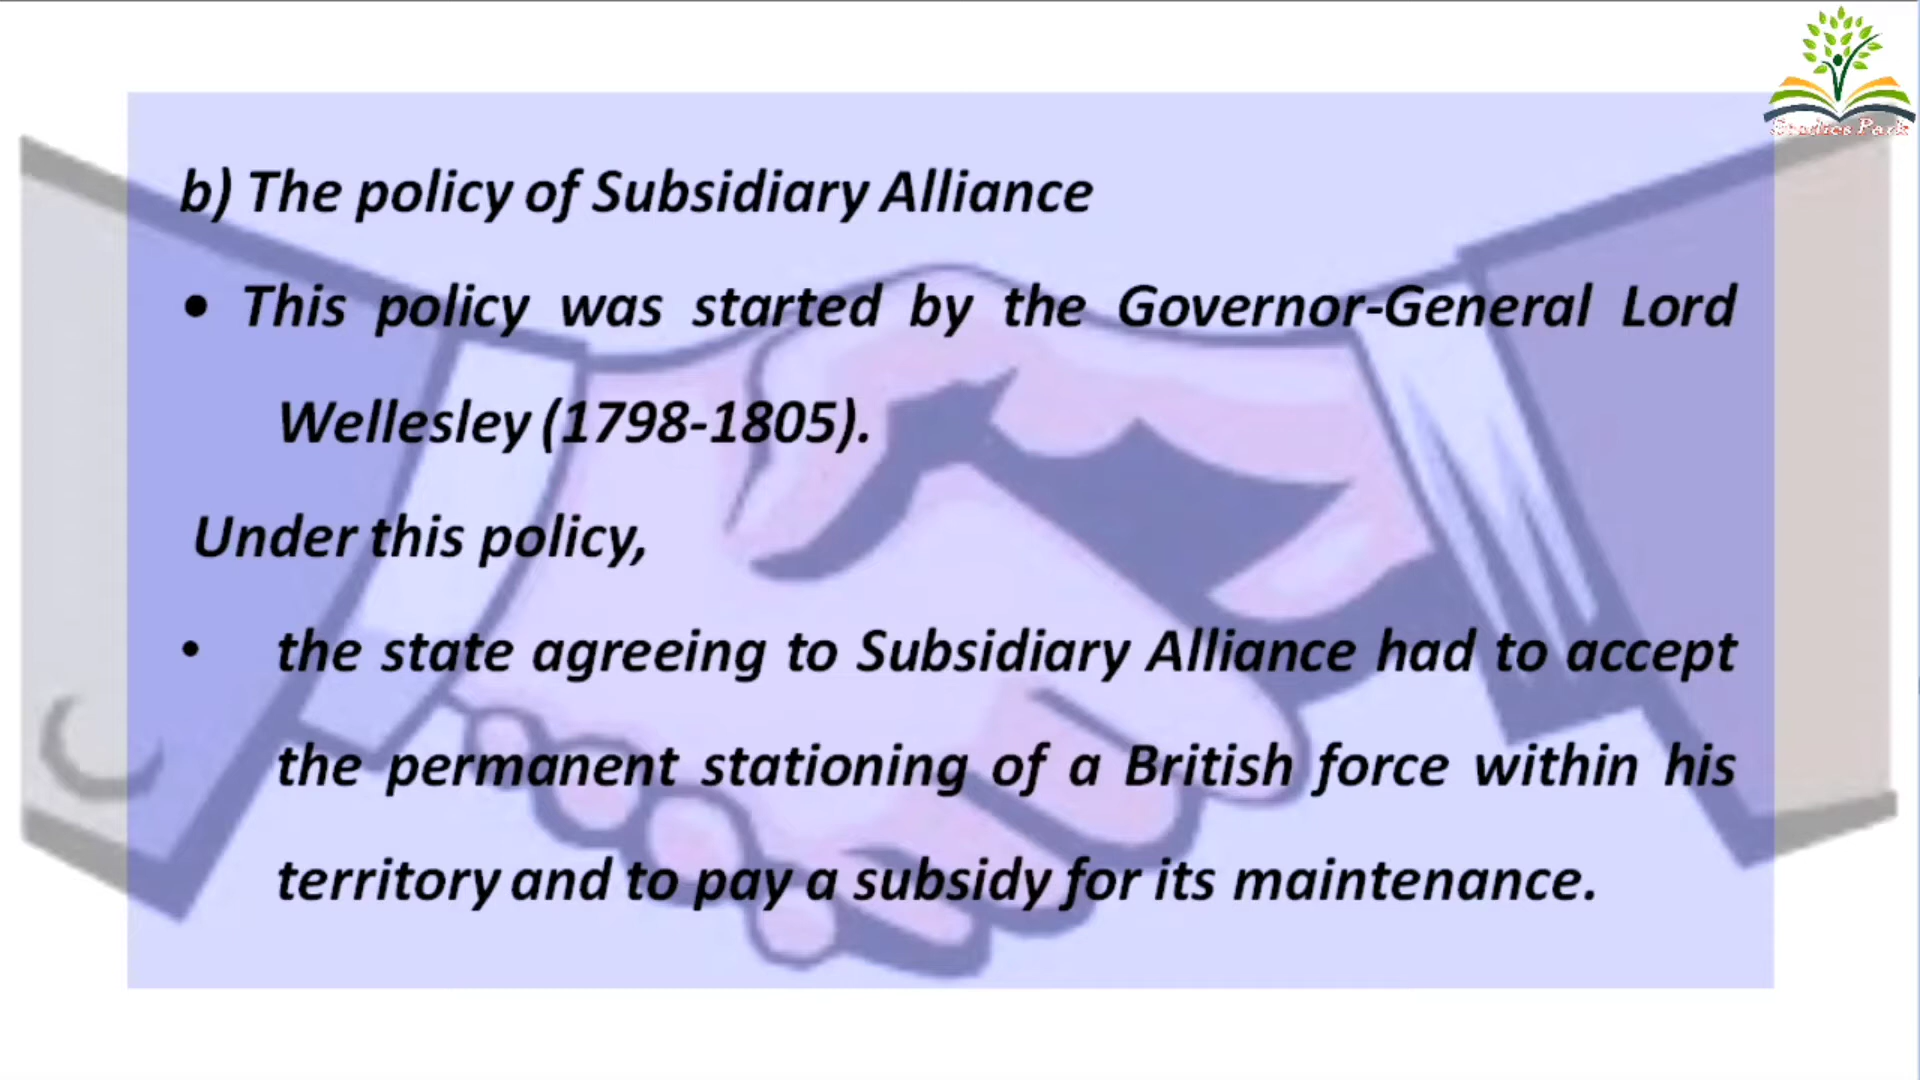 Studies Park
b) The policy of Subsidiary Alliance
• This policy was started by the Governor-General Lord
Wellesley (1798-1805).
Under this policy,
• the state agreeing to Subsidiary Alliance had to accept
the permanent stationing of a British force within his
territory and to pay a subsidy for its maintenance.